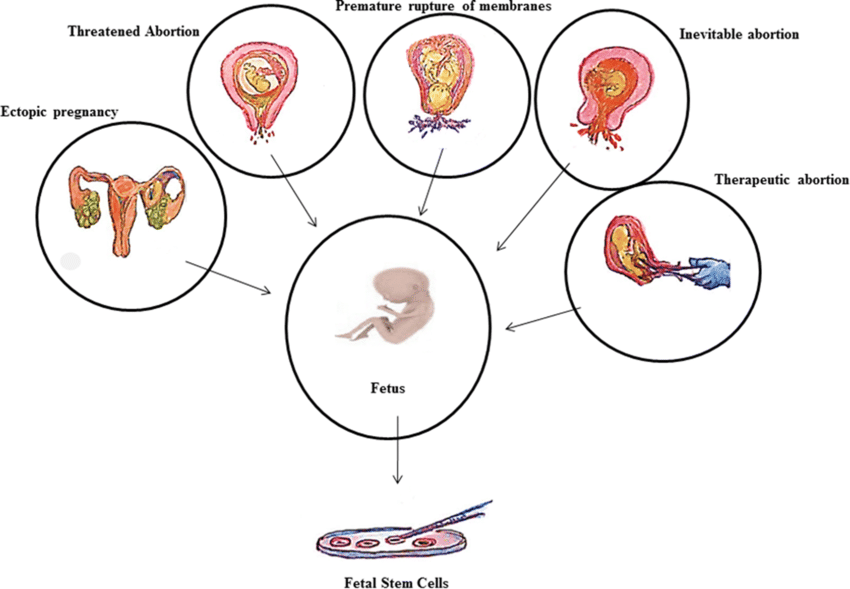 Premature rupture of membranes
Threatened Abortion
Inevitable abortion
Ectopic pregnancy
Therapeutic abortion
Fetus
Fetal Stem Cells